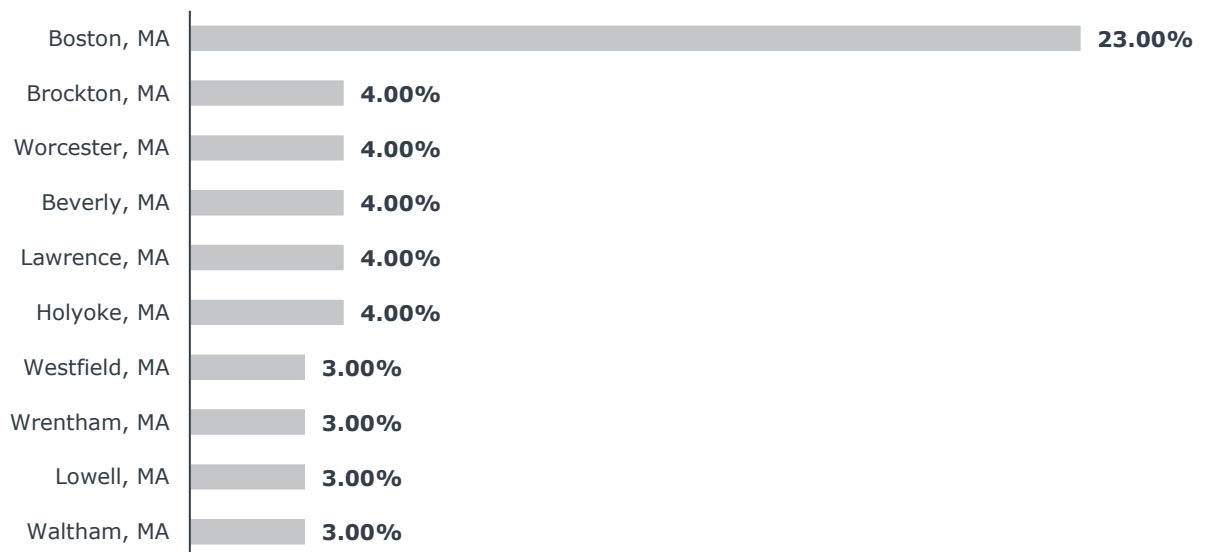 Boston, MA 23.00%
Brockton, MA 4.00%
Worcester, MA 4.00%
Beverly, MA 4.00%
Lawrence, MA 4.00%
Holyoke, MA 4.00%
Westfield, MA 3.00%
Wrentham, MA 3.00%
Lowell, MA 3.00%
Waltham, MA 3.00%